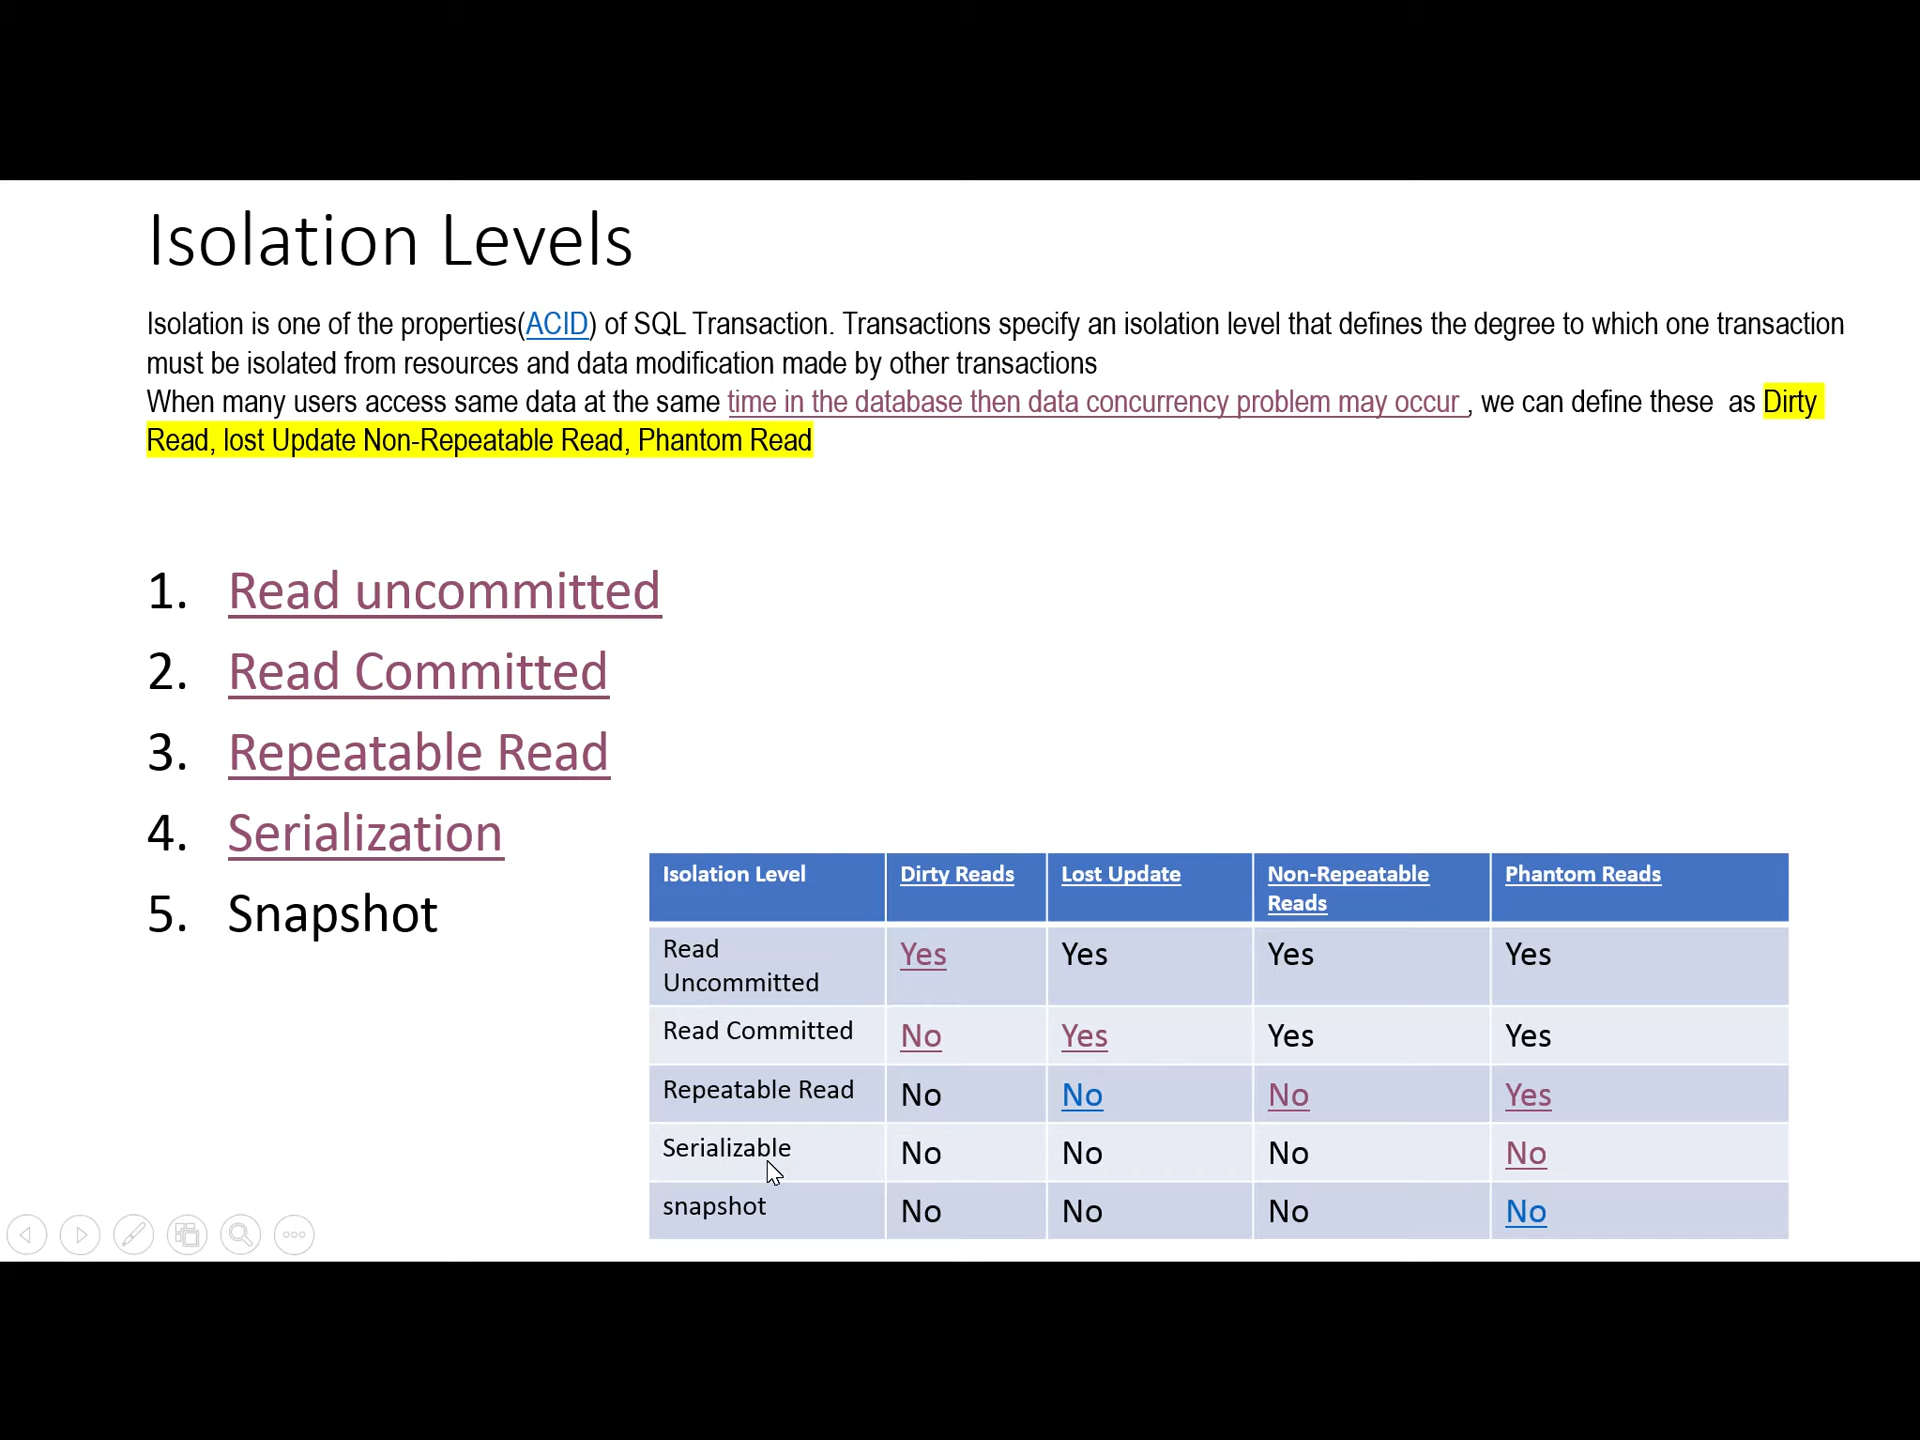 Isolation Levels
Isolation is one of the properties(ACID) of SQL Transaction. Transactions specify an isolation level that defines the degree to which one transaction
must be isolated from resources and data modification made by other transactions
When many users access same data at the same time in the database then data concurrency problem may occur , we can define these as Dirty
Read, lost Update Non-Repeatable Read, Phantom Read
1. Read uncommitted
2. Read Committed
3. Repeatable Read
4. Serialization
5. Snapshot
Isolation Level Dirty Reads Lost Update Non-Repeatable Reads Phantom Reads
Read Uncommitted Yes Yes Yes Yes
Read Committed No Yes Yes Yes
Repeatable Read No No No Yes
Serializable No No No No
snapshot No No No No